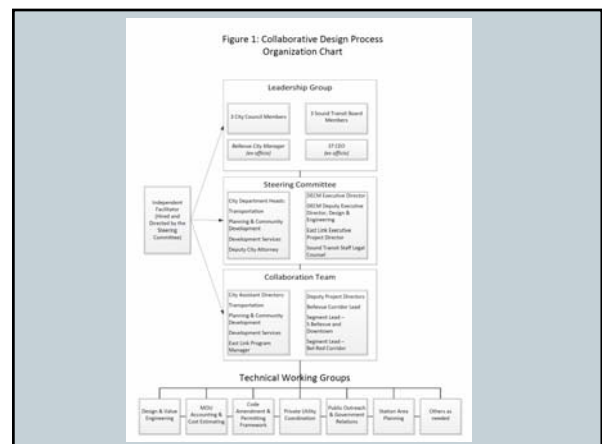 Figure 1: Collaborative Design Process
Organization Chart
Leadership Group
3 City Council Members
3 Sound Transit Board
Members
Bellevue City Manager
(ex-officio)
ST CEO
(ex-officio)
Independent
Facilitator
(Hired and
Directed by the
Steering
Committee)
Steering Committee
City Department Heads:
Transportation
Planning & Community
Development
Development Services
Deputy City Attorney
DECM Executive Director
DECM Deputy Executive
Director, Design &
Engineering
East Link Executive
Project Director
Sound Transit Staff Legal
Counsel
Collaboration Team
City Assistant Directors
Transportation
Planning & Community
Development
Development Services
East Link Program
Manager
Deputy Project Directors
Bellevue Corridor Lead
Segment Lead –
S Bellevue and
Downtown
Segment Lead –
Bel-Red Corridor
Technical Working Groups
Design & Value
Engineering
MOU
Accounting &
Cost Estimating
Code
Amendment &
Permitting
Framework
Private Utility
Coordination
Public Outreach
& Government
Relations
Station Area
Planning
Others as
needed